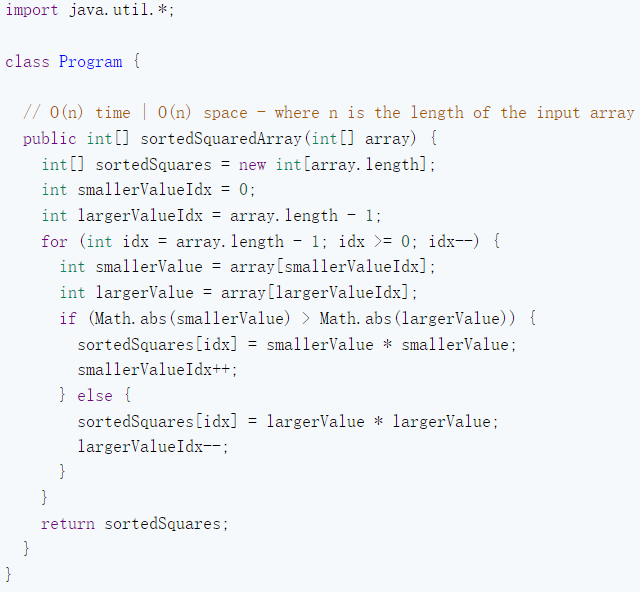 import java.util.*;

class Program {

  // O(n) time | O(n) space - where n is the length of the input array
  public int[] sortedSquaredArray(int[] array) {
    int[] sortedSquares = new int[array.length];
    int smallerValueIdx = 0;
    int largerValueIdx = array.length - 1;
    for (int idx = array.length - 1; idx >= 0; idx--) {
      int smallerValue = array[smallerValueIdx];
      int largerValue = array[largerValueIdx];
      if (Math.abs(smallerValue) > Math.abs(largerValue)) {
        sortedSquares[idx] = smallerValue * smallerValue;
        smallerValueIdx++;
      } else {
        sortedSquares[idx] = largerValue * largerValue;
        largerValueIdx--;
      }
    }
    return sortedSquares;
  }
}